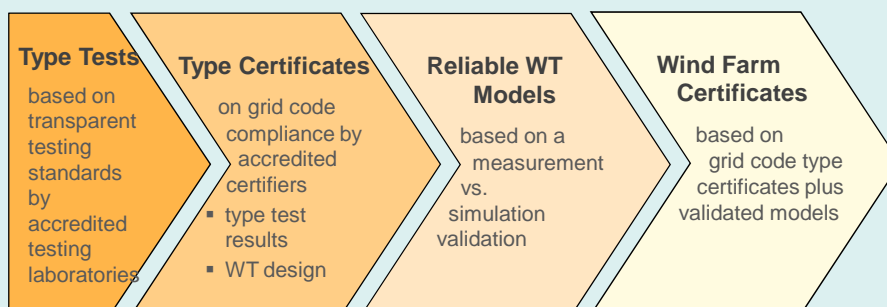 Type Tests
based on
transparent
testing
standards
by
accredited
testing
laboratories
Type Certificates
on grid code
compliance by
accredited
certifiers
▪ type test
results
▪ WT design
Reliable WT
Models
based on a
measurement
vs.
simulation
validation
Wind Farm
Certificates
based on
grid code type
certificates plus
validated models